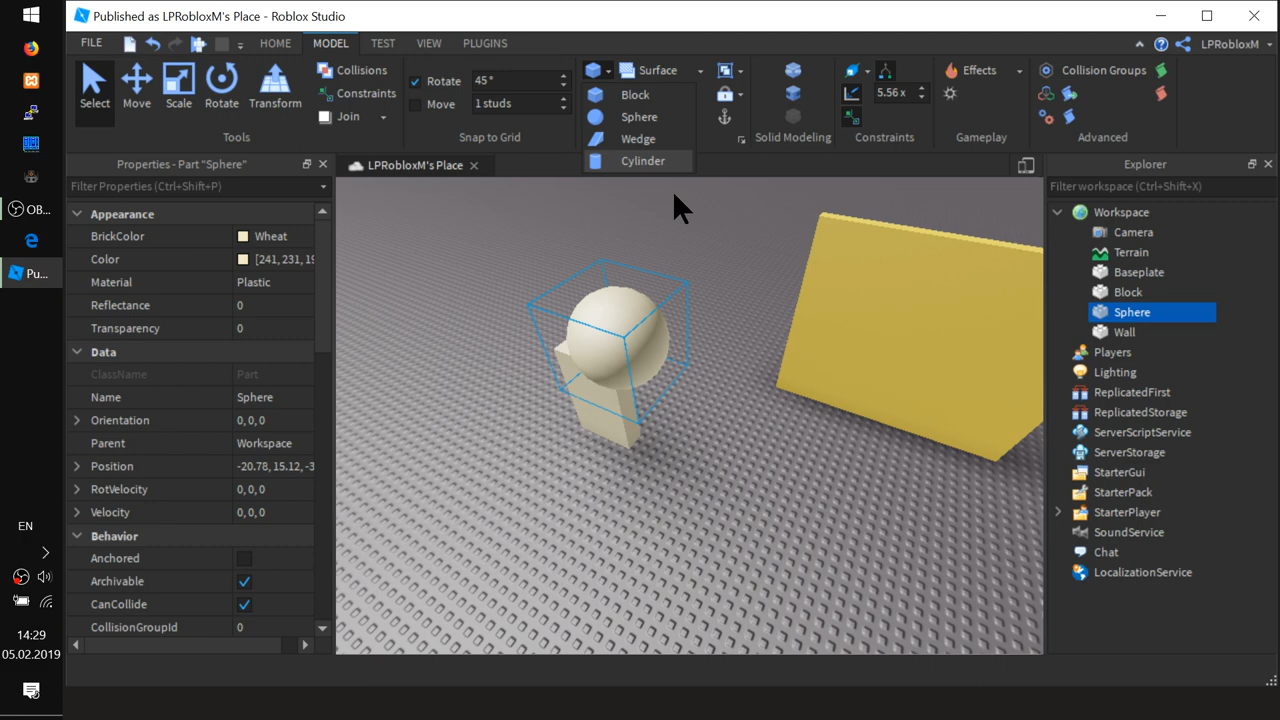 Published as LPRobloxM's Place - Roblox Studio
FILE HOME MODEL TEST VIEW PLUGINS LPRobloxM
Select Move Scale Rotate Transform
Collisions
Constraints
Join
Tools
Rotate 45°
Move 1 studs
Snap to Grid
Surface
Block
Sphere
Wedge
Cylinder
Solid Modeling
5.56 x
Constraints
Effects
Gameplay
Collision Groups
Advanced
Properties - Part "Sphere"
Filter Properties (Ctrl+Shift+P)
Appearance
BrickColor Wheat
Color [241, 231, 19
Material Plastic
Reflectance 0
Transparency 0
Data
ClassName Part
Name Sphere
Orientation 0, 0, 0
Parent Workspace
Position -20.78, 15.12, -3
RotVelocity 0, 0, 0
Velocity 0, 0, 0
Behavior
Anchored
Archivable
CanCollide
CollisionGroupId 0
LPRobloxM's Place
Explorer
Filter workspace (Ctrl+Shift+X)
Workspace
Camera
Terrain
Baseplate
Block
Sphere
Wall
Players
Lighting
ReplicatedFirst
ReplicatedStorage
ServerScriptService
ServerStorage
StarterGui
StarterPack
StarterPlayer
SoundService
Chat
LocalizationService
OB...
Pu...
EN
14:29
05.02.2019